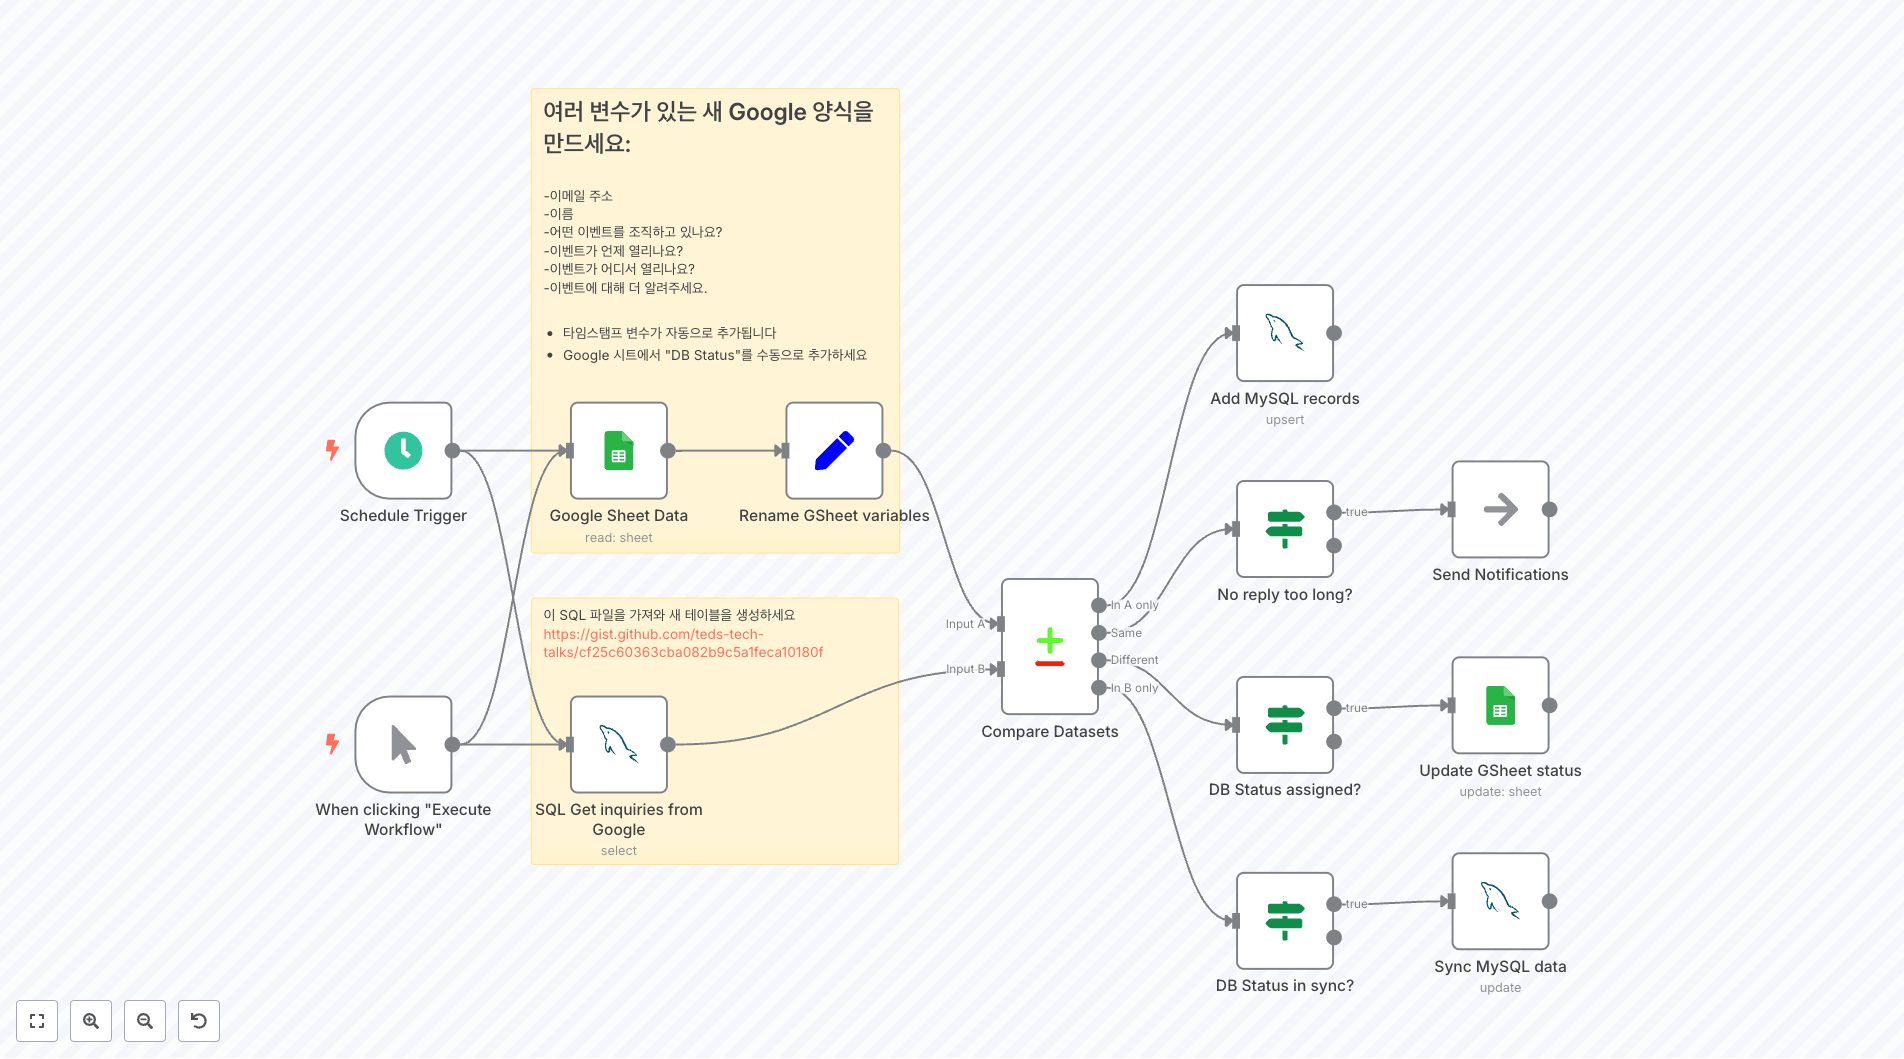 여러 변수가 있는 새 Google 양식을
만드세요:
-이메일 주소
-이름
-어떤 이벤트를 조직하고 있나요?
-이벤트가 언제 열리나요?
-이벤트가 어디서 열리나요?
-이벤트에 대해 더 알려주세요.
• 타임스탬프 변수가 자동으로 추가됩니다
• Google 시트에서 "DB Status"를 수동으로 추가하세요
Schedule Trigger
Google Sheet Data
read: sheet
Rename GSheet variables
이 SQL 파일을 가져와 새 테이블을 생성하세요
https://gist.github.com/teds-tech-
talks/cf25c60363cba082b9c5a1feca10180f
When clicking "Execute
Workflow"
SQL Get inquiries from
Google
select
Input A
Input B
In A only
Same
Different
In B only
Compare Datasets
Add MySQL records
upsert
No reply too long?
true
Send Notifications
DB Status assigned?
true
Update GSheet status
update: sheet
DB Status in sync?
true
Sync MySQL data
update